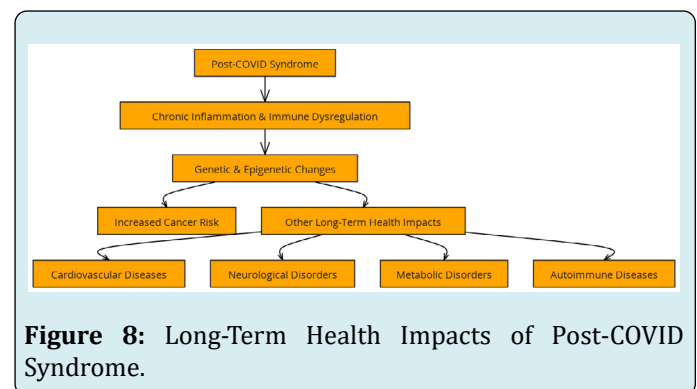 Post-COVID Syndrome
Chronic Inflammation & Immune Dysregulation
Genetic & Epigenetic Changes
Increased Cancer Risk
Other Long-Term Health Impacts
Cardiovascular Diseases
Neurological Disorders
Metabolic Disorders
Autoimmune Diseases
Figure 8: Long-Term Health Impacts of Post-COVID
Syndrome.